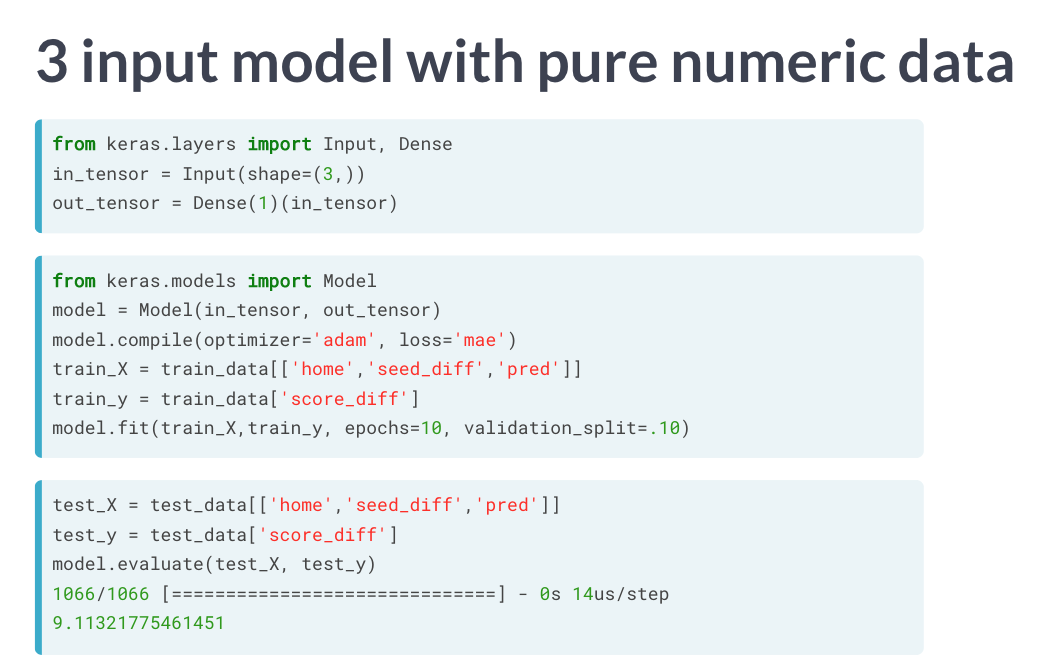 3 input model with pure numeric data
from keras.layers import Input, Dense
in_tensor = Input(shape=(3,))
out_tensor = Dense(1)(in_tensor)
from keras.models import Model
model = Model(in_tensor, out_tensor)
model.compile(optimizer='adam', loss='mae')
train_X = train_data[['home','seed_diff','pred']]
train_y = train_data['score_diff']
model.fit(train_X,train_y, epochs=10, validation_split=.10)
test_X = test_data[['home','seed_diff','pred']]
test_y = test_data['score_diff']
model.evaluate(test_X, test_y)
1066/1066 [==============================] - 0s 14us/step
9.11321775461451